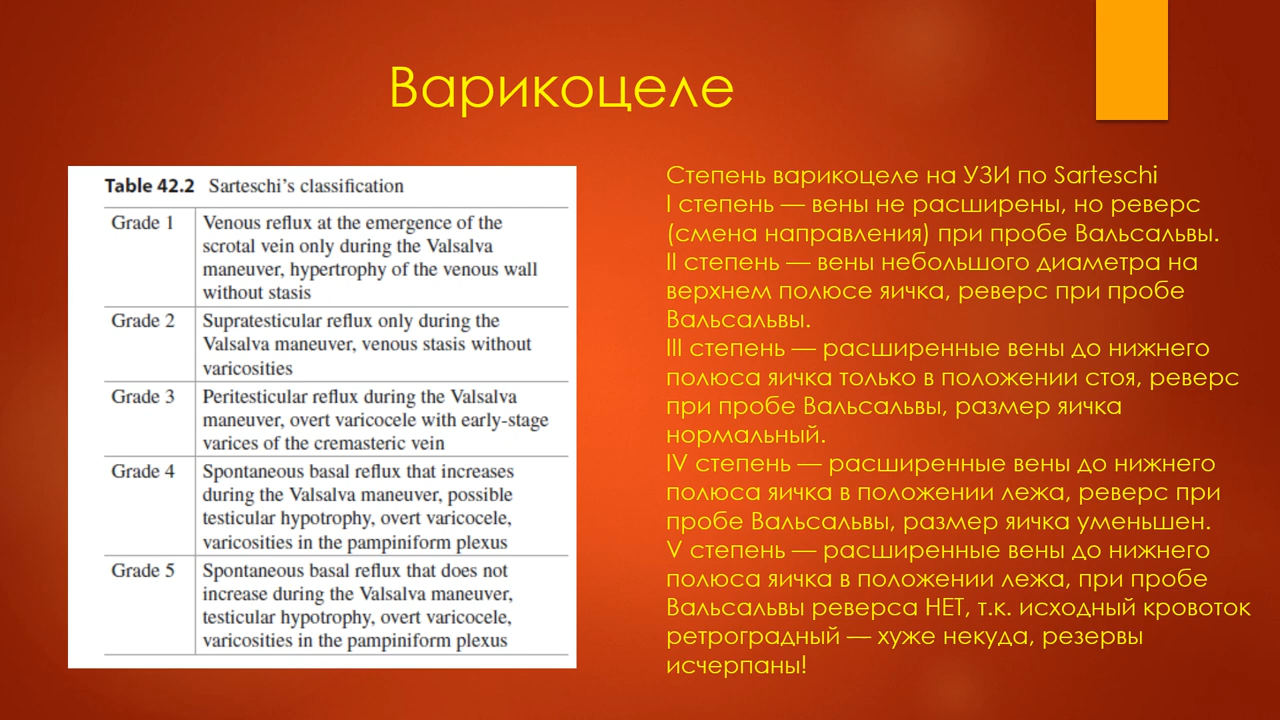 Варикоцеле
Table 42.2 Sarteschi's classification
Grade 1 Venous reflux at the emergence of the
scrotal vein only during the Valsalva
maneuver, hypertrophy of the venous wall
without stasis
Grade 2 Supratesticular reflux only during the
Valsalva maneuver, venous stasis without
varicosities
Grade 3 Peritesticular reflux during the Valsalva
maneuver, overt varicocele with early-stage
varices of the cremasteric vein
Grade 4 Spontaneous basal reflux that increases
during the Valsalva maneuver, possible
testicular hypotrophy, overt varicocele,
varicosities in the pampiniform plexus
Grade 5 Spontaneous basal reflux that does not
increase during the Valsalva maneuver,
testicular hypotrophy, overt varicocele,
varicosities in the pampiniform plexus
Степень варикоцеле на УЗИ по Sarteschi
I степень — вены не расширены, но реверс
(смена направления) при пробе Вальсальвы.
II степень — вены небольшого диаметра на
верхнем полюсе яичка, реверс при пробе
Вальсальвы.
III степень — расширенные вены до нижнего
полюса яичка только в положении стоя, реверс
при пробе Вальсальвы, размер яичка
нормальный.
IV степень — расширенные вены до нижнего
полюса яичка в положении лежа, реверс при
пробе Вальсальвы, размер яичка уменьшен.
V степень — расширенные вены до нижнего
полюса яичка в положении лежа, при пробе
Вальсальвы реверса НЕТ, т.к. исходный кровоток
ретроградный — хуже некуда, резервы
исчерпаны!